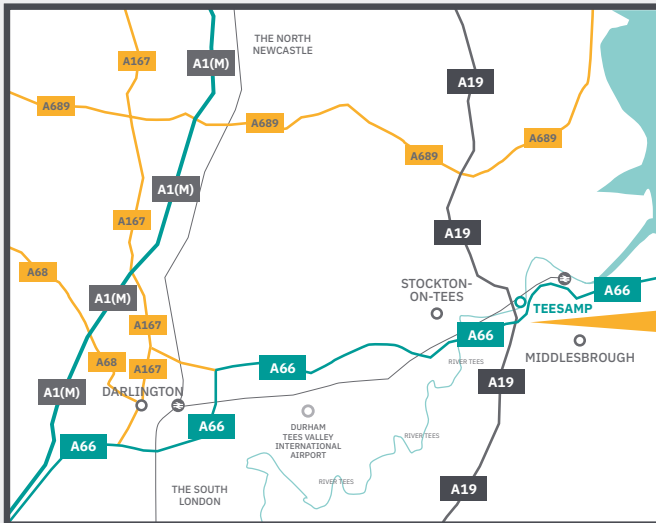 THE NORTH
NEWCASTLE
A167
A1(M)
A19
A689
A689
A689
A689
A1(M)
A167
A19
A68
STOCKTON-
ON-TEES
A1(M)
A66
TEESAMP
A167
A66
RIVER TEES
MIDDLESBROUGH
A68
A167
A66
A1(M)
DARLINGTON
A19
A66
DURHAM
TEES VALLEY
INTERNATIONAL
AIRPORT
RIVER TEES
A66
RIVER TEES
THE SOUTH
LONDON
A19